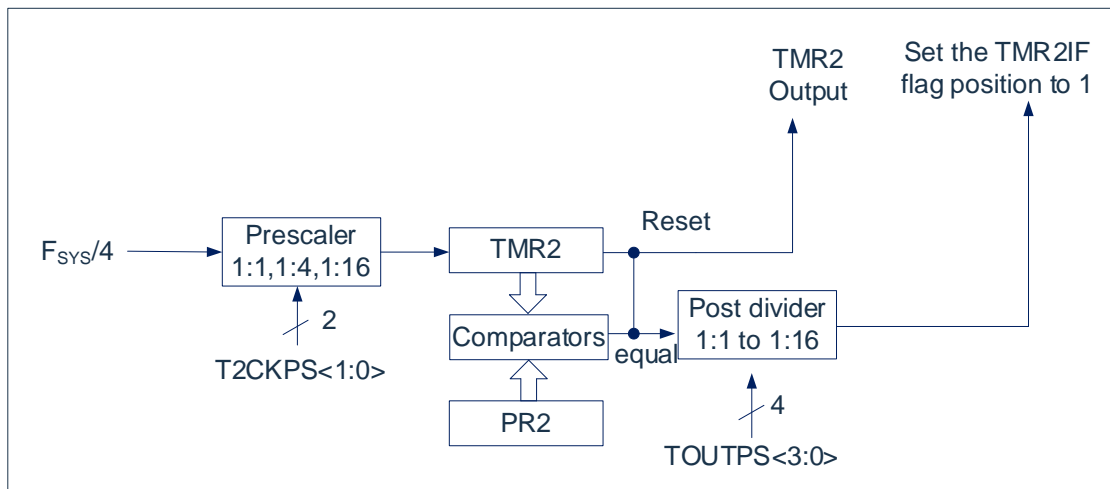 TMR2
Output
Set the TMR2IF
flag position to 1
Reset
F_SYS/4
Prescaler
1:1,1:4,1:16
TMR2
2
T2CKPS<1:0>
Comparators
equal
Post divider
1:1 to 1:16
PR2
4
TOUTPS<3:0>